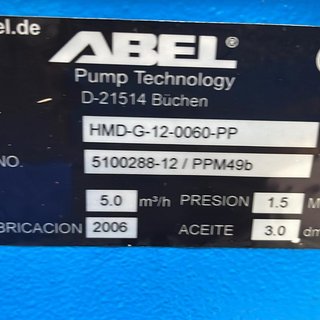 el.de
ABEL®
Pump Technology
D-21514 Büchen
HMD-G-12-0060-PP
NO. 5100288-12 / PPM49b
5.0 m³/h PRESION 1.5 M
BRICACION 2006 ACEITE 3.0 dm